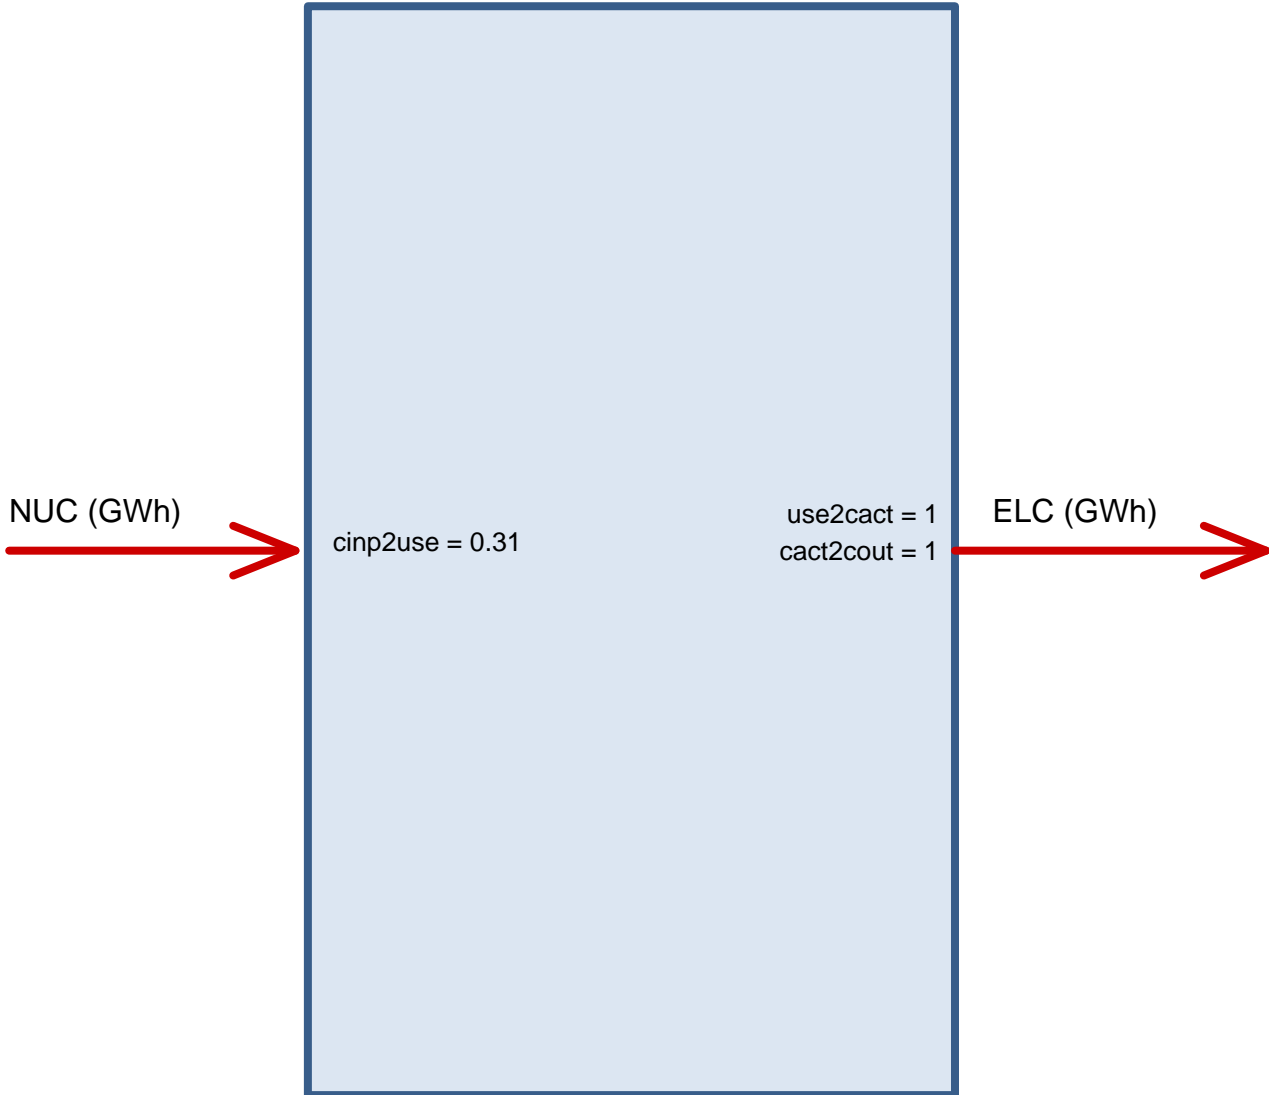 NUC (GWh)
cinp2use = 0.31
use2cact = 1
cact2cout = 1
ELC (GWh)